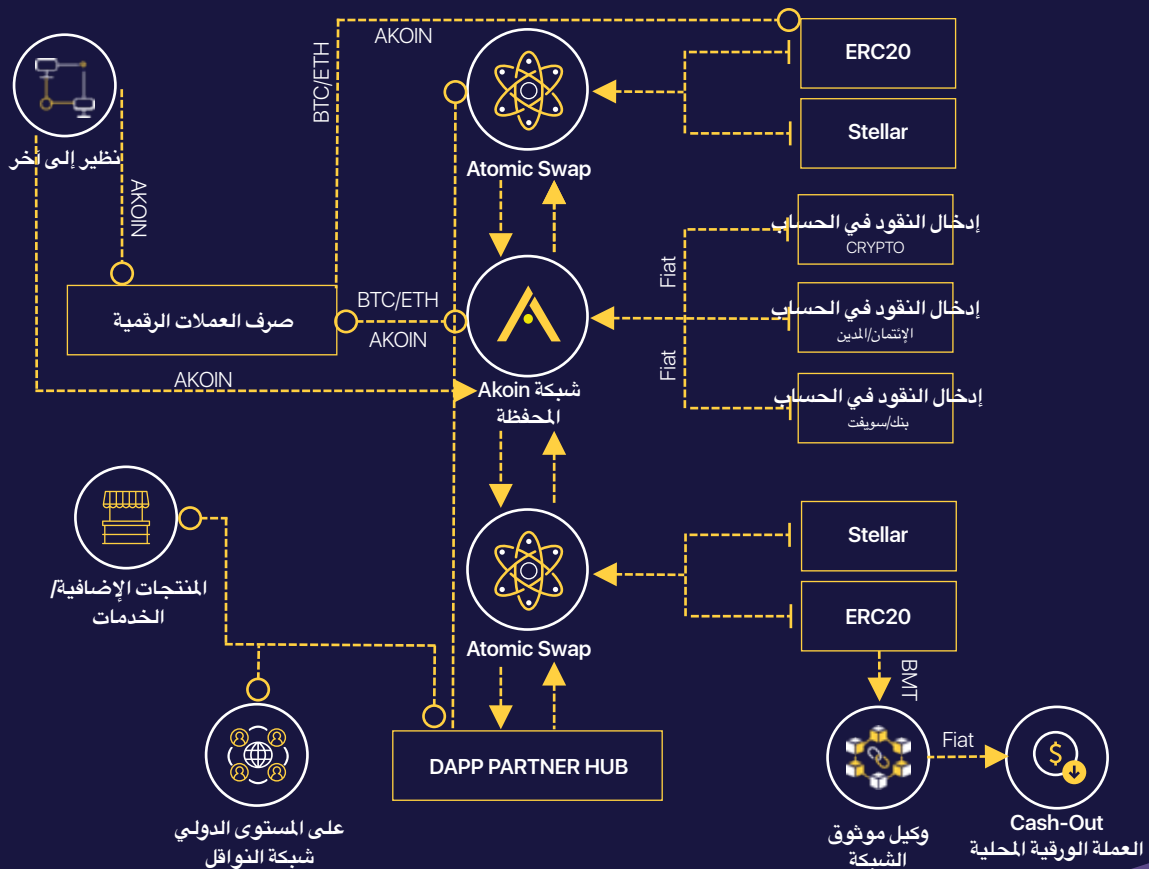 AKOIN
BTC/ETH
ERC20
Stellar
Atomic Swap
نظير إلى آخر
AKOIN
إدخال النقود في الحساب
CRYPTO
Fiat
صرف العملات الرقمية
BTC/ETH
AKOIN
إدخال النقود في الحساب
الإئتمان/المدين
Fiat
AKOIN
شبكة Akoin
المحفظة
إدخال النقود في الحساب
بنك/سويفت
المنتجات الإضافية/
الخدمات
Stellar
ERC20
Atomic Swap
BMT
DAPP PARTNER HUB
Fiat
على المستوى الدولي
شبكة النواقل
وكيل موثوق
الشبكة
Cash-Out
العملة الورقية المحلية